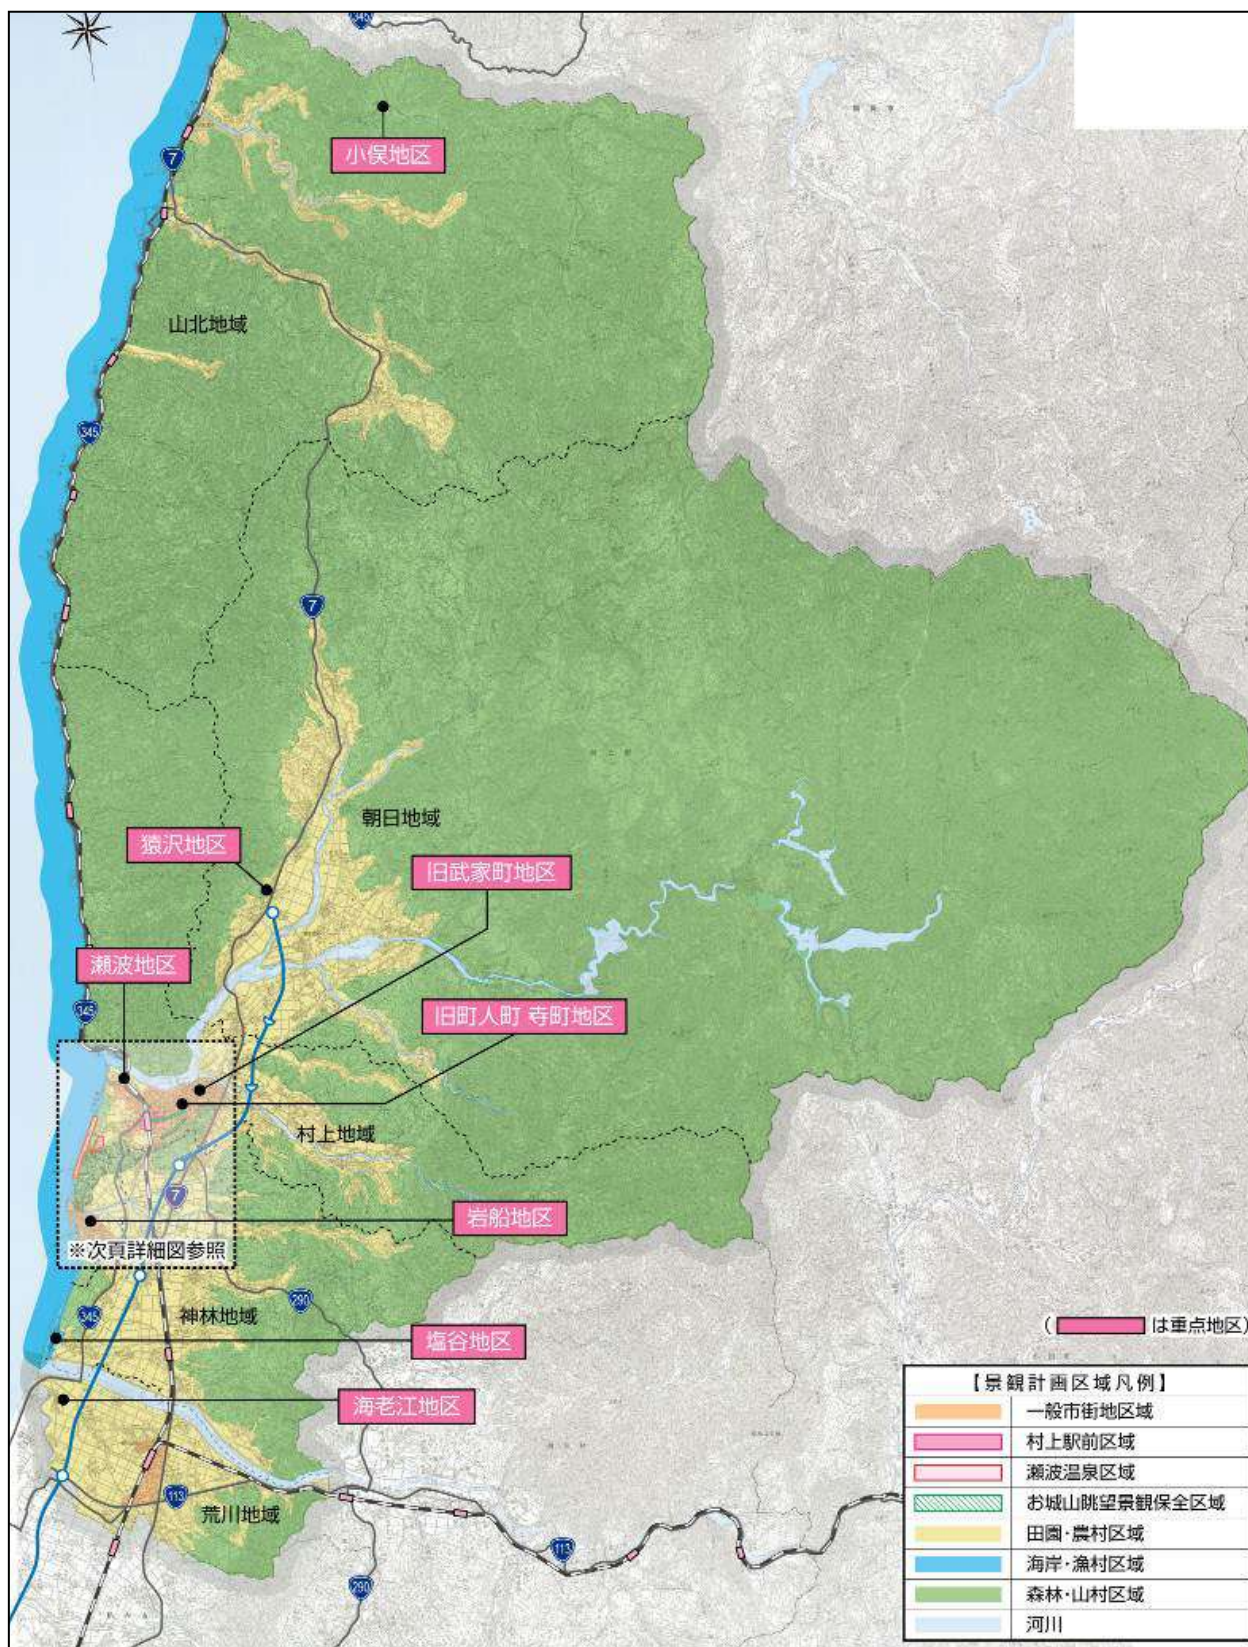 345
小俣地区
7
山北地域
345
7
朝日地域
猿沢地区
旧武家町地区
瀬波地区
旧町人町 寺町地区
345
村上地域
7
岩船地区
※次頁詳細図参照
290
345
神林地域
塩谷地区
( は重点地区)
海老江地区
【景観計画区域凡例】
一般市街地区域
村上駅前区域
瀬波温泉区域
お城山眺望景観保全区域
田園・農村区域
海岸・漁村区域
森林・山村区域
河川
113
荒川地域
113
290